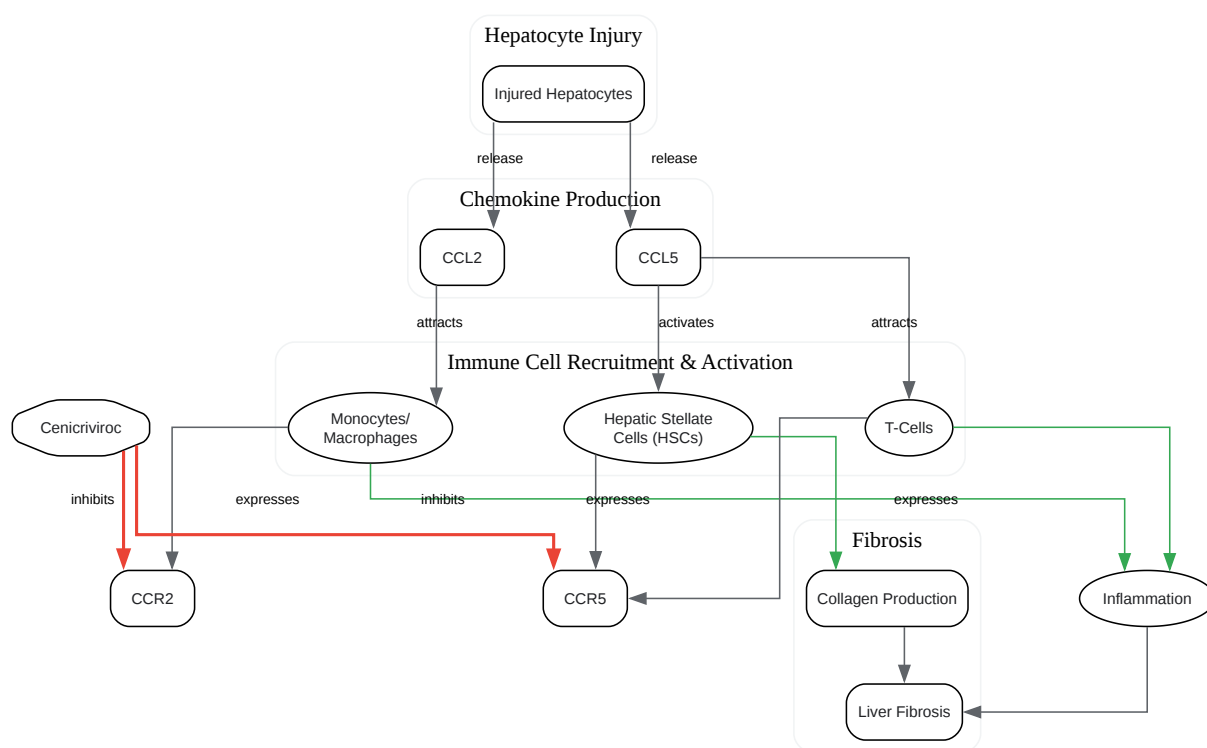 Hepatocyte Injury
Injured Hepatocytes
release
release
Chemokine Production
CCL2
CCL5
attracts
activates
attracts
Immune Cell Recruitment & Activation
Cenicriviroc
Monocytes/
Macrophages
Hepatic Stellate
Cells (HSCs)
T-Cells
inhibits
expresses
inhibits
expresses
expresses
Fibrosis
CCR2
CCR5
Collagen Production
Inflammation
Liver Fibrosis